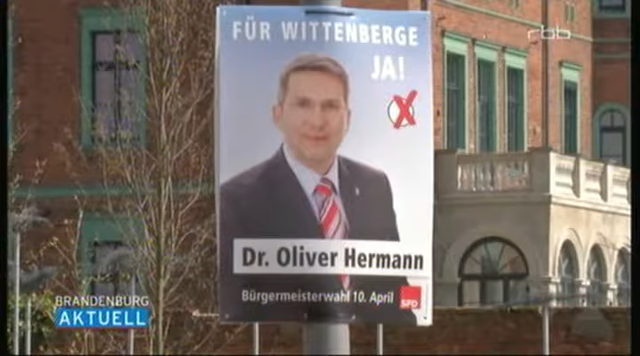 FÜR WITTENBERGE
JA!
rbb
Dr. Oliver Hermann
Bürgermeisterwahl 10. April
SPD
BRANDENBURG
AKTUELL